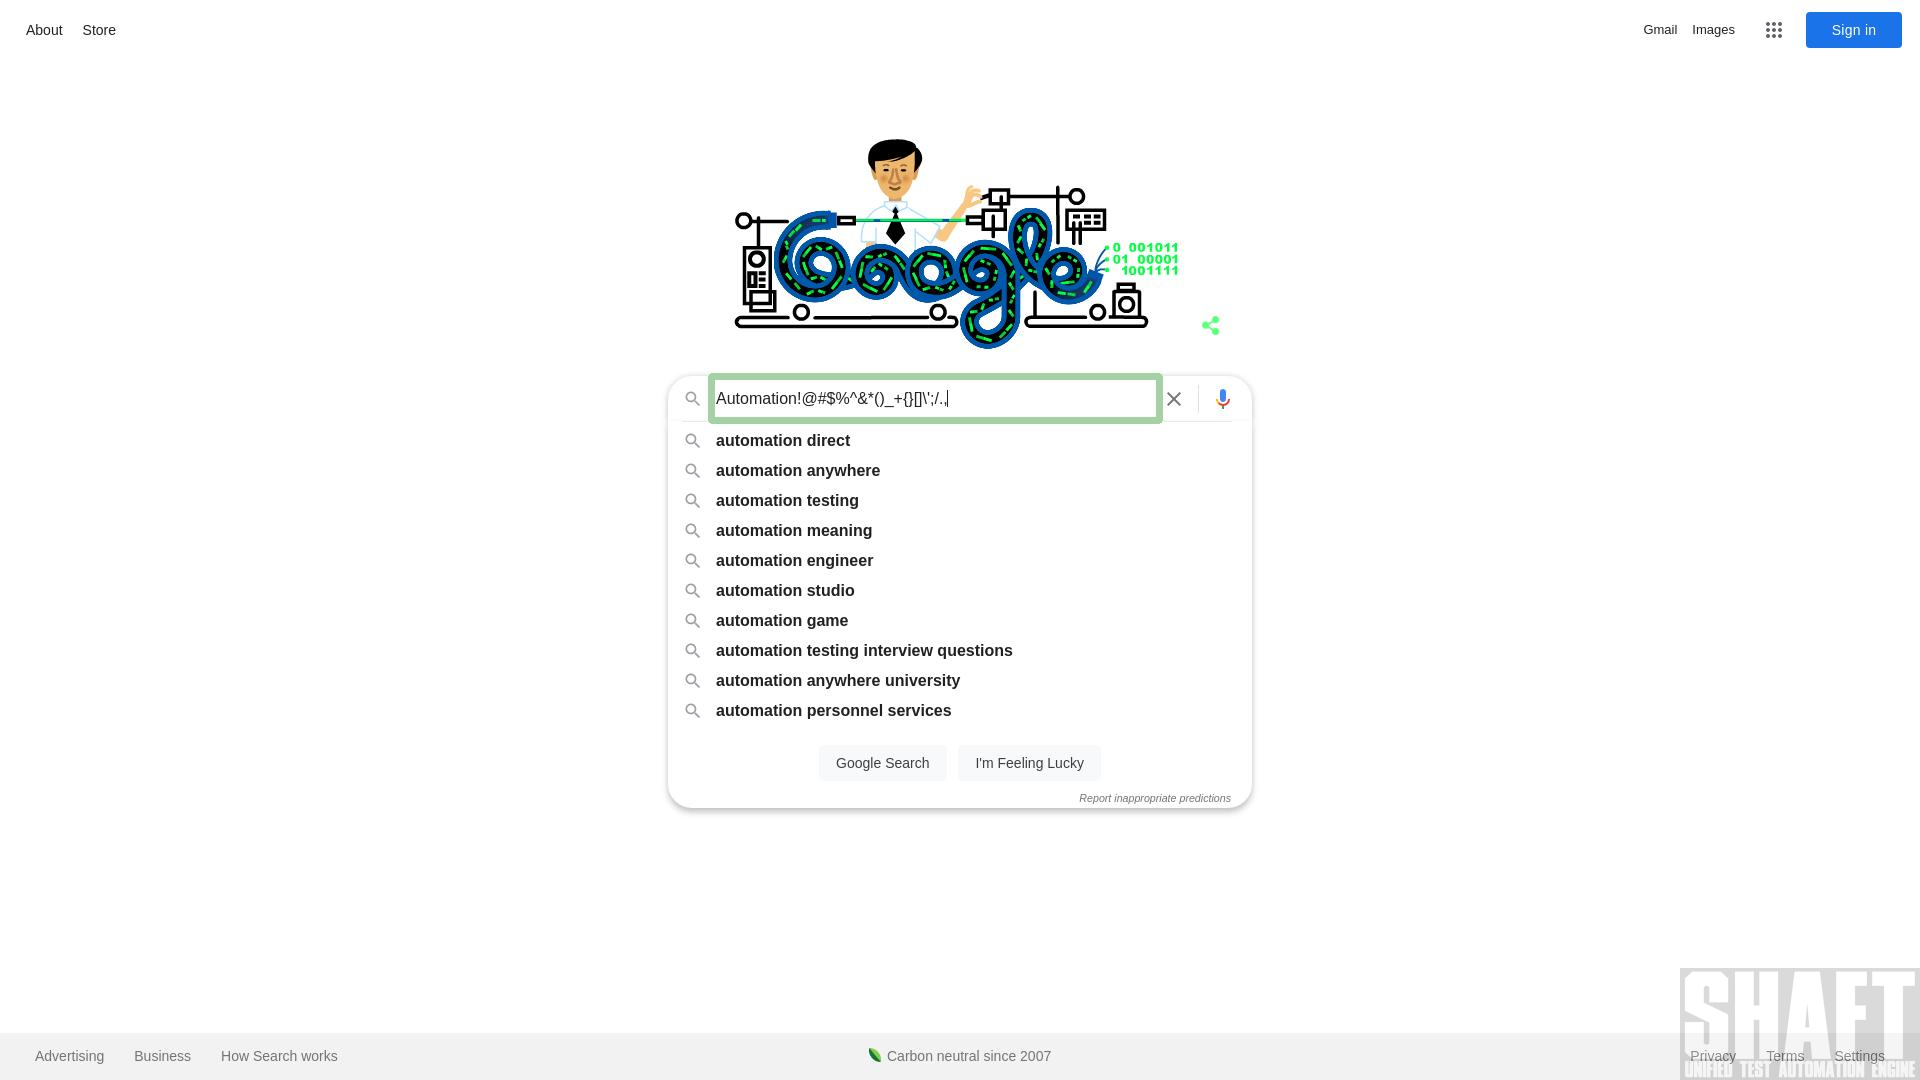 About Store
Gmail Images Sign in
Google
0 001011
01 00001
1001111
Automation!@#$%^&*()_+{}[]\';/.,
automation direct
automation anywhere
automation testing
automation meaning
automation engineer
automation studio
automation game
automation testing interview questions
automation anywhere university
automation personnel services
Google Search I'm Feeling Lucky
Report inappropriate predictions
SHAFT
Advertising Business How Search works Carbon neutral since 2007 Privacy Terms Settings
UNIFIED TEST AUTOMATION ENGINE